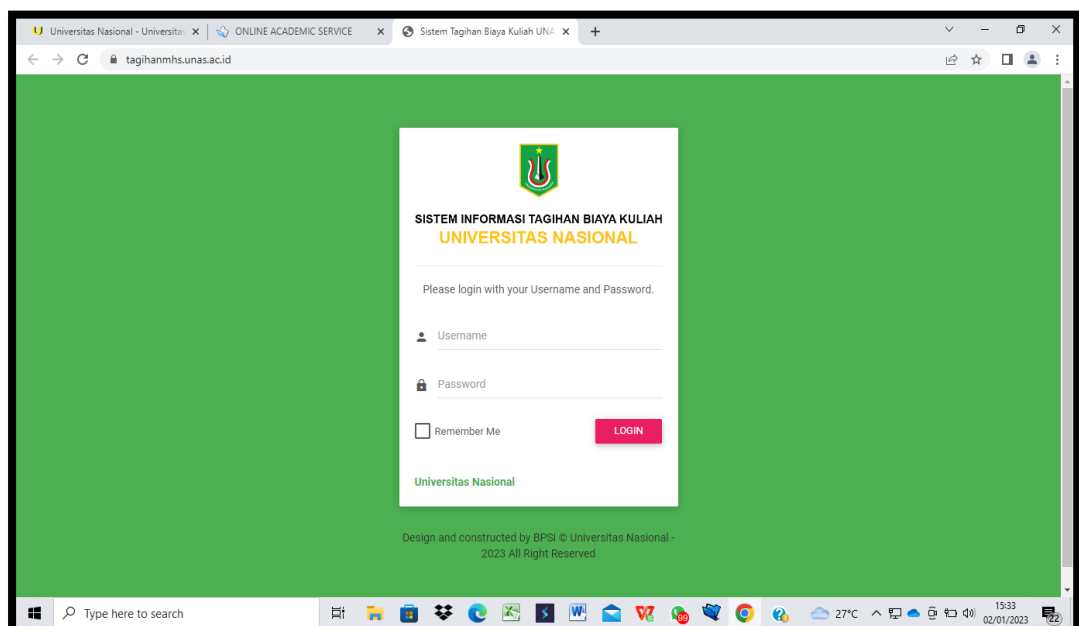 Universitas Nasional - Universitas
ONLINE ACADEMIC SERVICE
Sistem Tagihan Biaya Kuliah UNA
tagihanmhs.unas.ac.id
SISTEM INFORMASI TAGIHAN BIAYA KULIAH
UNIVERSITAS NASIONAL
Please login with your Username and Password.
Username
Password
Remember Me
LOGIN
Universitas Nasional
Design and constructed by BPSI © Universitas Nasional -
2023 All Right Reserved
Type here to search
99
27°C
15:33
02/01/2023
22